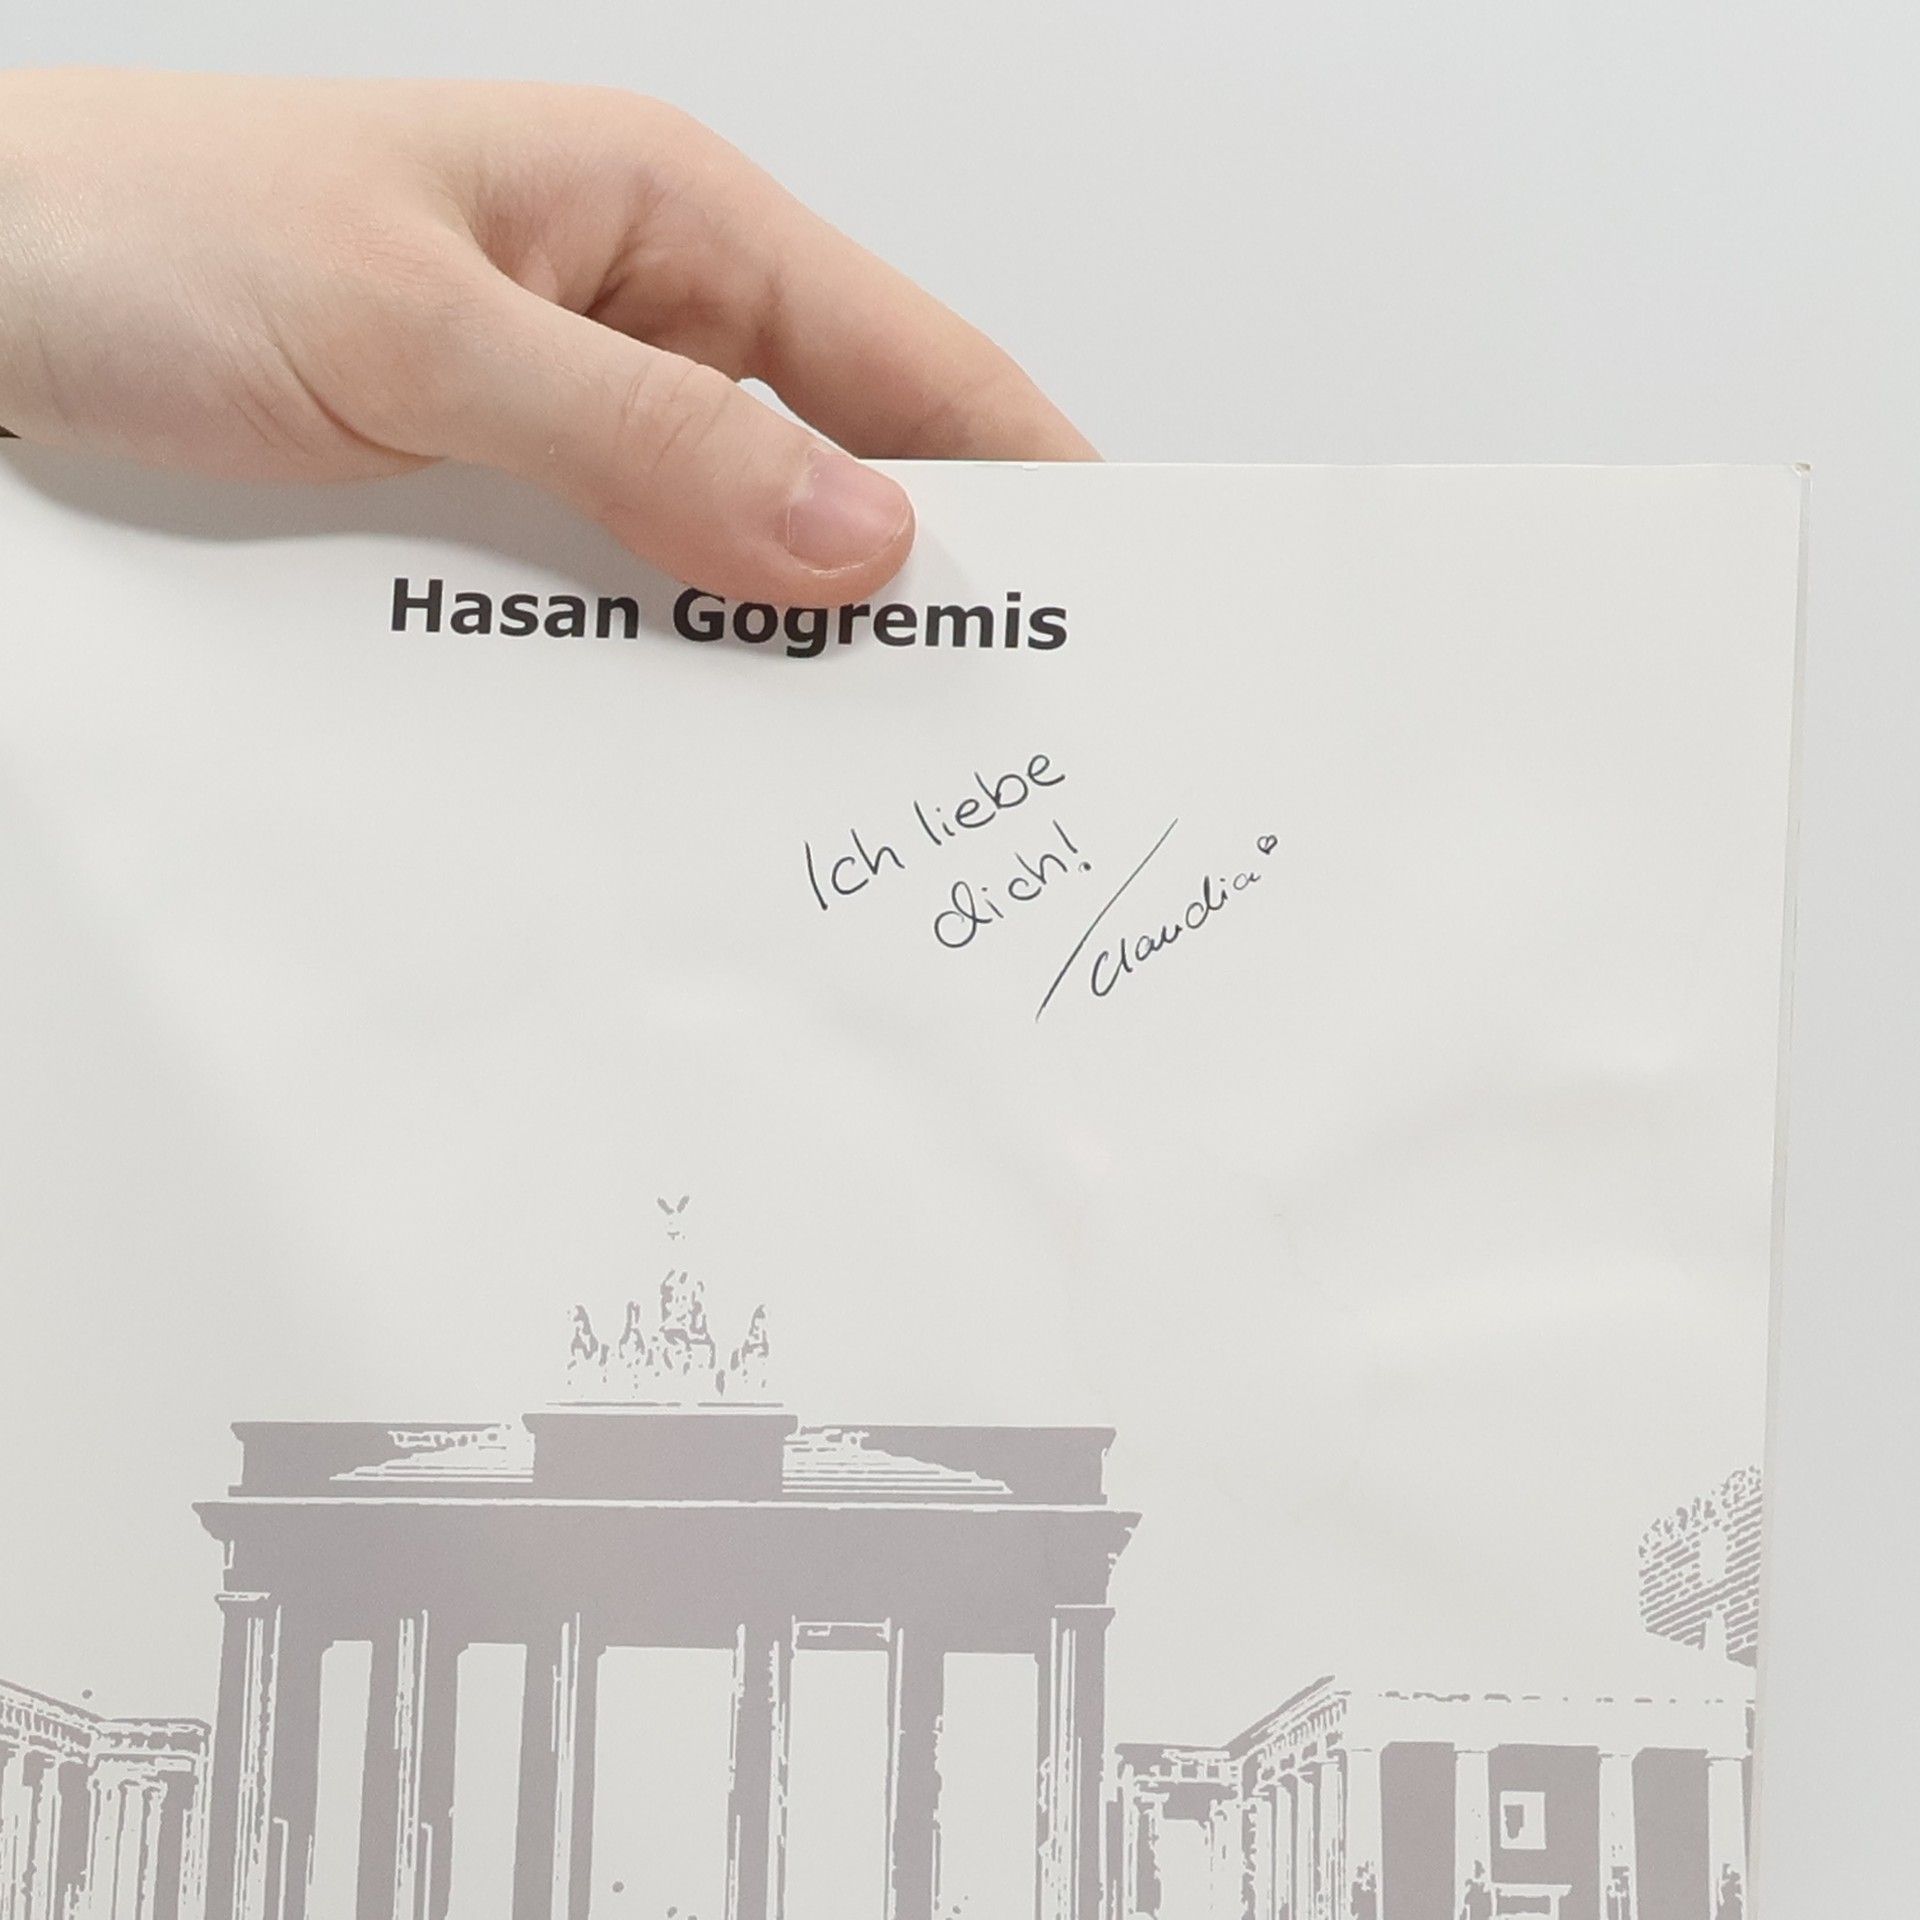 Hasan Gogremis
Ich liebe
dich!
Claudia